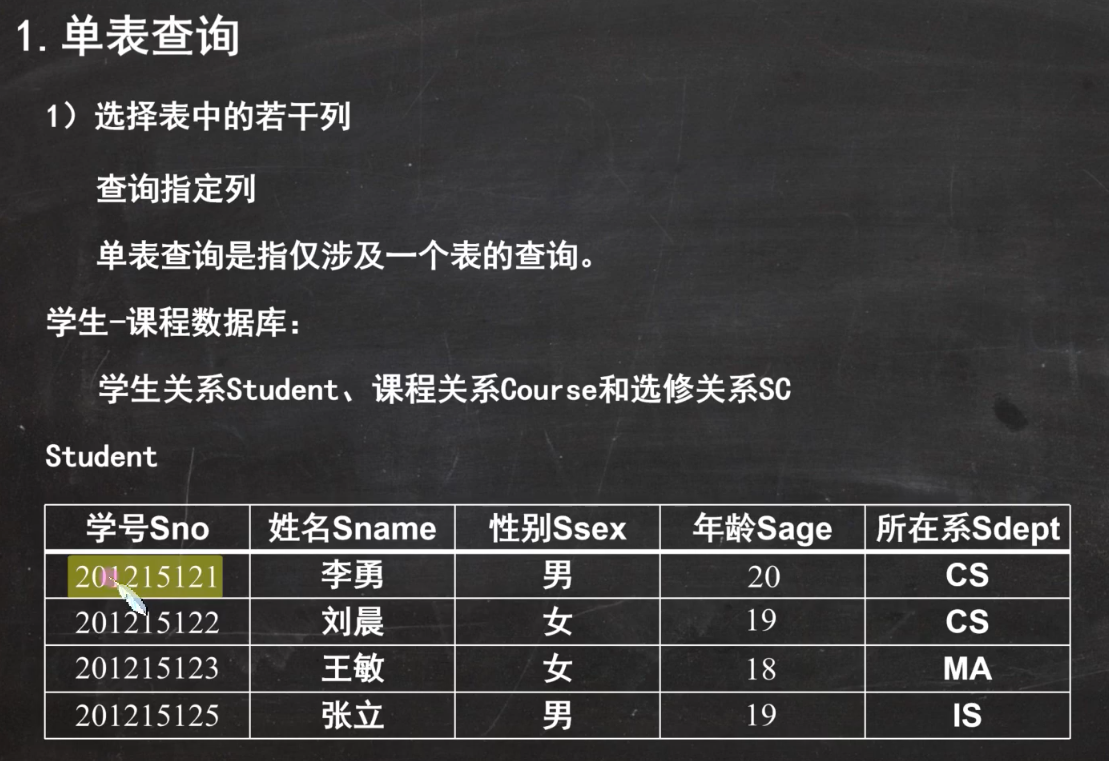 1. 单表查询
1）选择表中的若干列
查询指定列
单表查询是指仅涉及一个表的查询。
学生-课程数据库：
学生关系Student、课程关系Course和选修关系SC
Student
学号Sno 姓名Sname 性别Ssex 年龄Sage 所在系Sdept
201215121 李勇 男 20 CS
201215122 刘晨 女 19 CS
201215123 王敏 女 18 MA
201215125 张立 男 19 IS